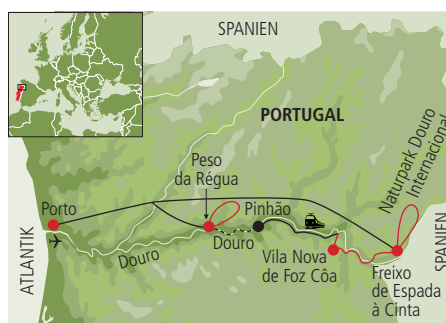 SPANIEN
PORTUGAL
Naturpark Douro
Internacional
Peso
da Régua
Porto
Pinhão
ATLANTIK
Douro
Douro
Vila Nova
de Foz Côa
Freixo
de Espada
à Cinta
SPANIEN